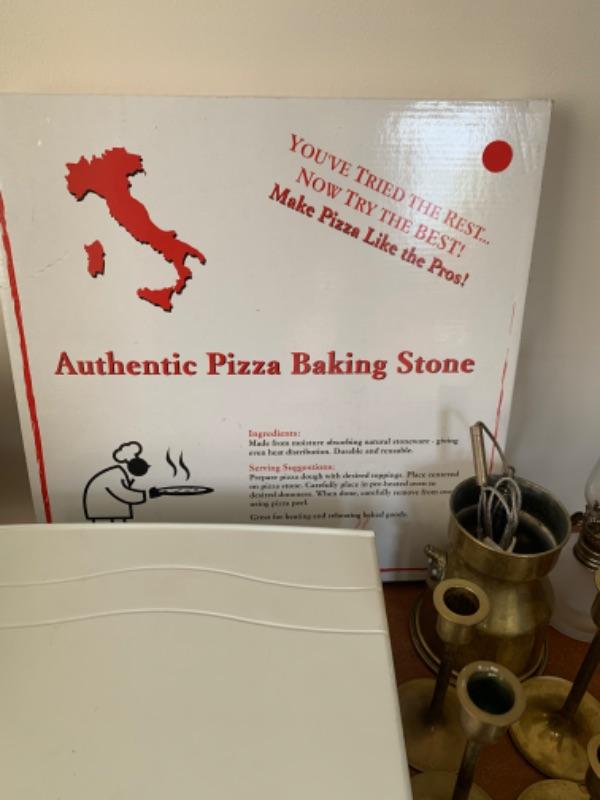 YOU'VE TRIED THE REST...
NOW TRY THE BEST!
Make Pizza Like the Pros!
Authentic Pizza Baking Stone
Ingredients:
Made from moisture absorbing natural stoneware - giving
even heat distribution. Durable and reusable.
Serving Suggestions:
Prepare pizza dough with desired toppings. Place cornmeal
on pizza stone. Carefully place in pre-heated oven to
desired doneness. When done, carefully remove from oven
using pizza peel.
Great for heating and reheating baked goods.